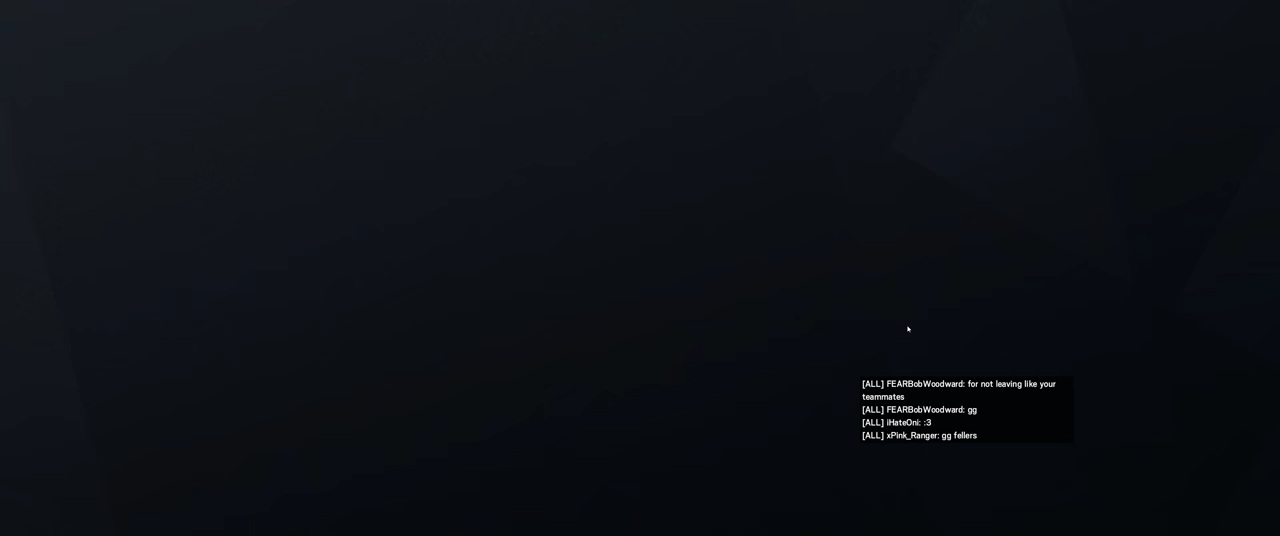 [ALL] FEARBobWoodward: for not leaving like your
teammates
[ALL] FEARBobWoodward: gg
[ALL] iHateOni: :3
[ALL] xPink_Ranger: gg fellers